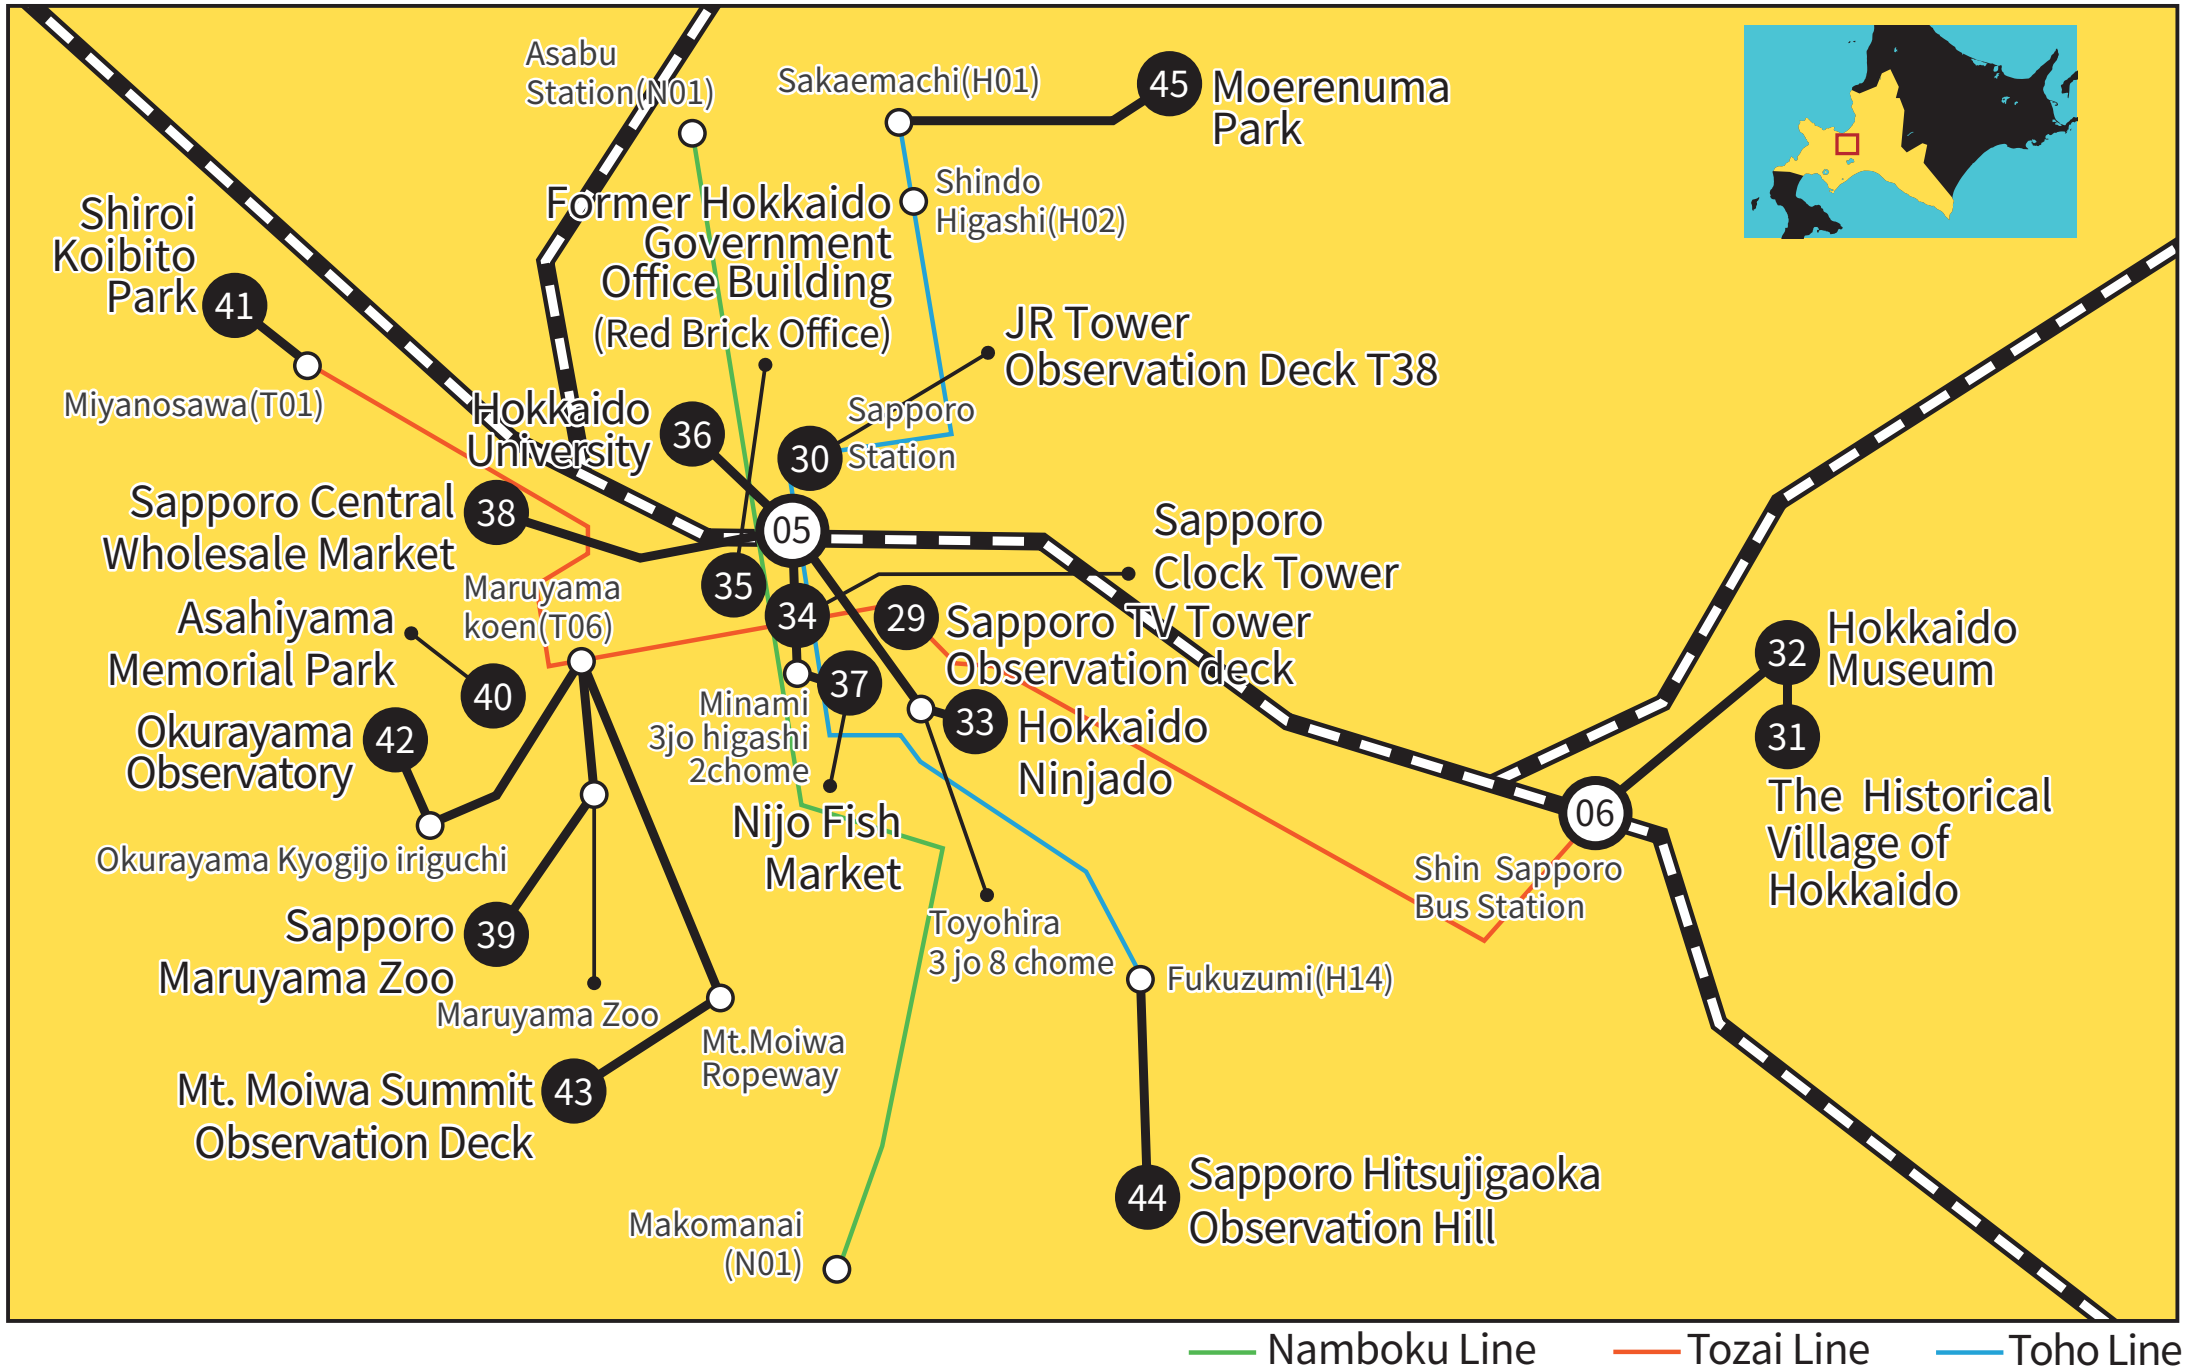 Asabu
Station(N01)
Sakaemachi(H01)
45
Moerenuma
Park
Shindo
Higashi(H02)
Shiroi
Koibito
Park
41
Miyanosawa(T01)
Former Hokkaido
Government
Office Building
(Red Brick Office)
JR Tower
Observation Deck T38
Hokkaido
University
36
30
Sapporo
Station
Sapporo Central
Wholesale Market
38
05
35
34
Sapporo
Clock Tower
Maruyama
koen(T06)
29
Sapporo TV Tower
Observation deck
Asahiyama
Memorial Park
40
37
Minami
3jo higashi
2chome
33
Hokkaido
Ninjado
32
Hokkaido
Museum
31
The Historical
Village of
Hokkaido
06
Shin Sapporo
Bus Station
Okurayama
Observatory
42
Okurayama Kyogijo iriguchi
Nijo Fish
Market
Toyohira
3 jo 8 chome
Sapporo
Maruyama Zoo
39
Maruyama Zoo
Fukuzumi(H14)
Mt.Moiwa
Ropeway
Mt. Moiwa Summit
Observation Deck
43
44
Sapporo Hitsujigaoka
Observation Hill
Makomanai
(N01)
Namboku Line
Tozai Line
Toho Line